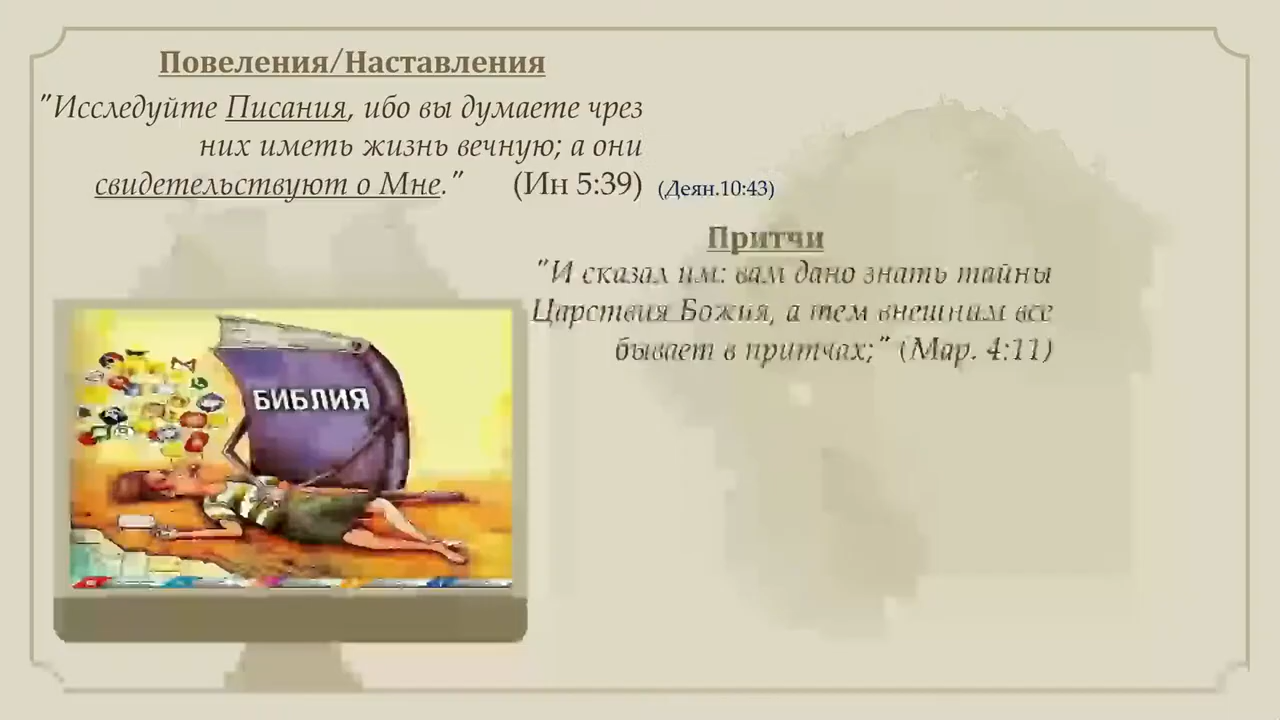 Повеления/Наставления
"Исследуйте Писания, ибо вы думаете чрез
них иметь жизнь вечную; а они
свидетельствуют о Мне." (Ин 5:39) (Деян.10:43)
Притчи
"И сказал им: вам дано знать тайны
Царствия Божия, а тем внешним все
бывает в притчах;" (Мар. 4:11)
БИБЛИЯ